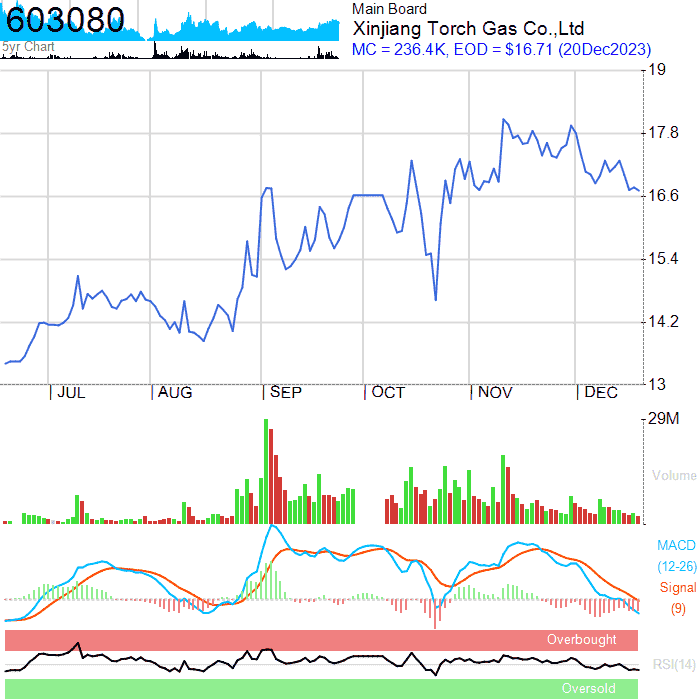 603080
5yr Chart
Main Board
Xinjiang Torch Gas Co.,Ltd
MC = 236.4K, EOD = $16.71 (20Dec2023)
19
17.8
16.6
15.4
14.2
13
JUL
AUG
SEP
OCT
NOV
DEC
29M
Volume
MACD
(12-26)
Signal
(9)
Overbought
RSI(14)
Oversold